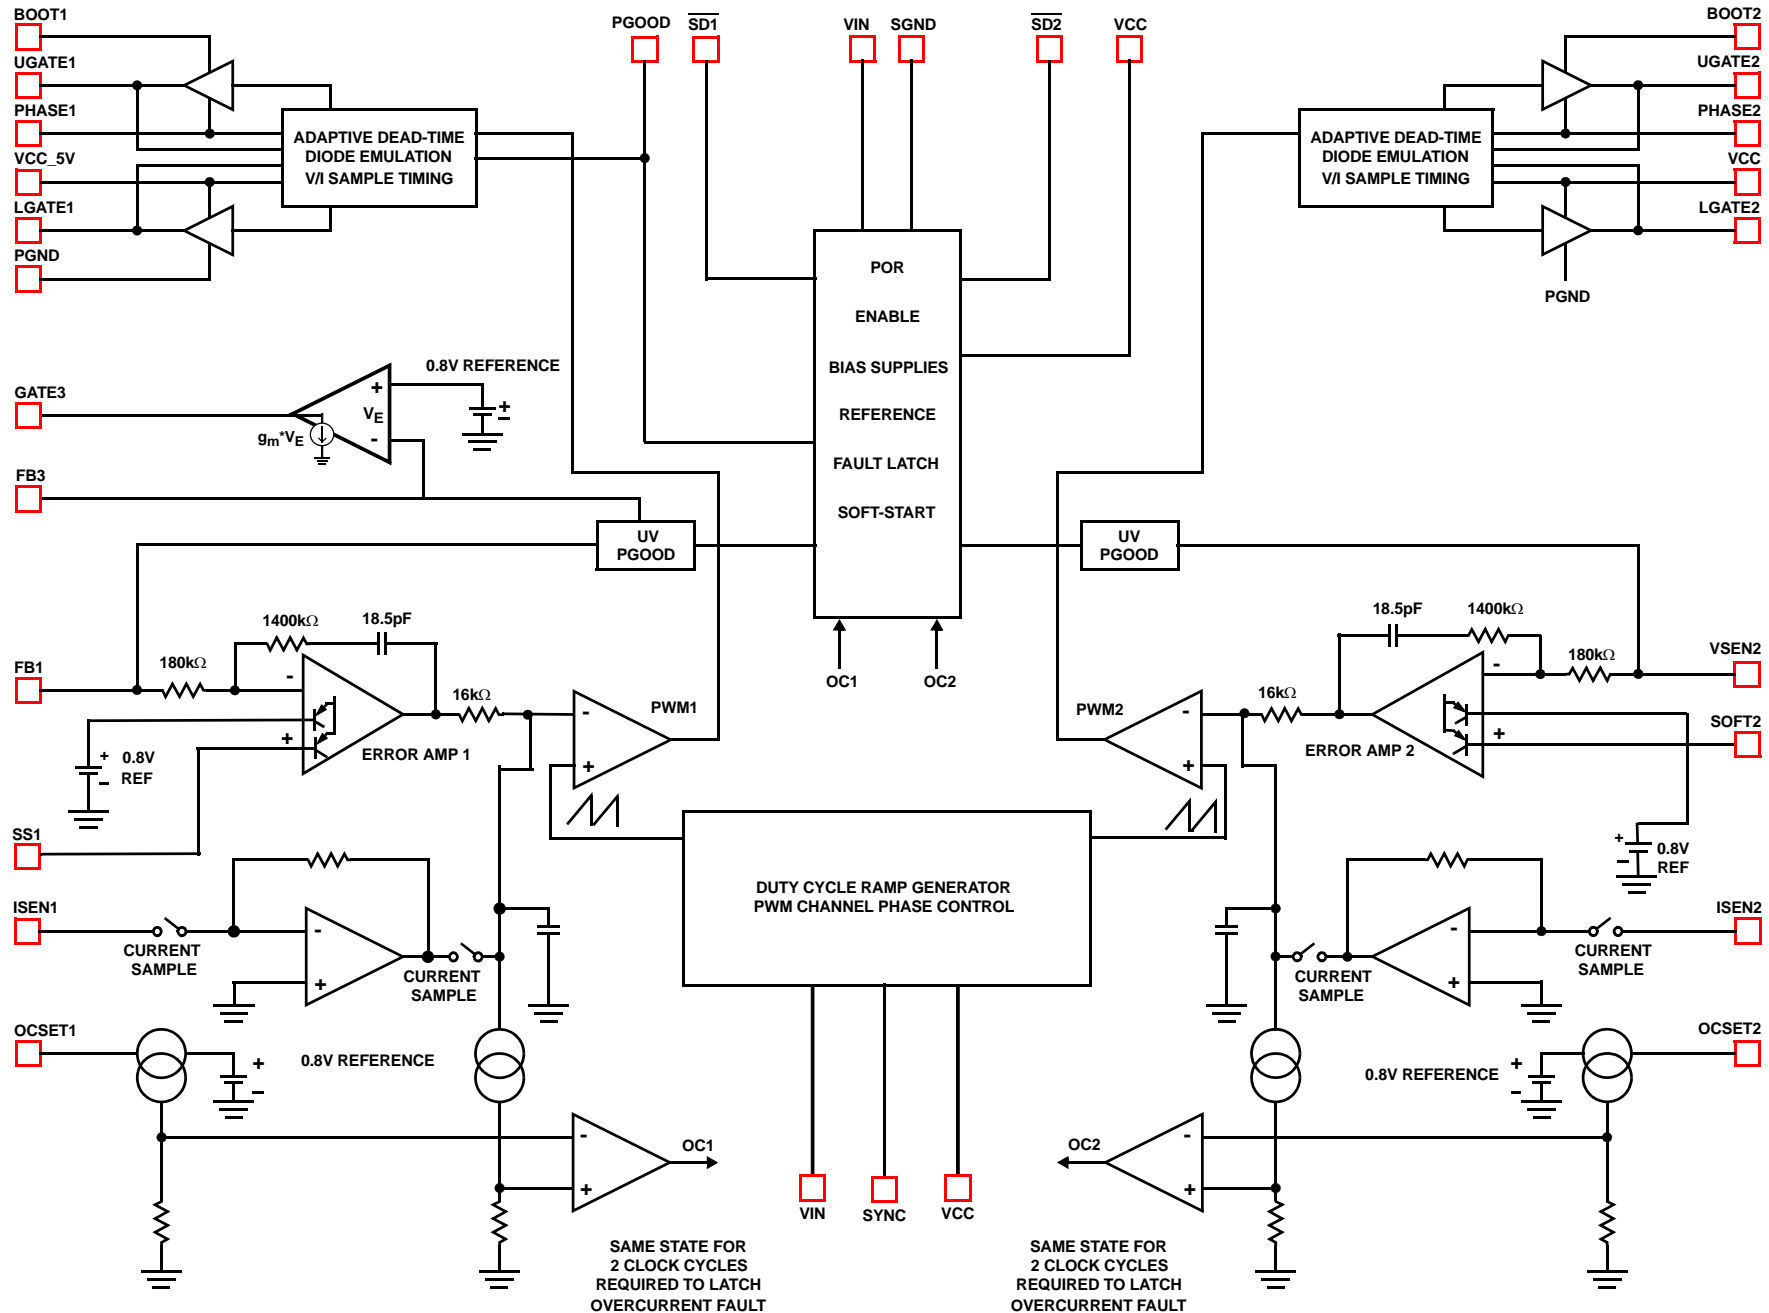 BOOT1
UGATE1
PHASE1
VCC_5V
LGATE1
PGND
ADAPTIVE DEAD-TIME
DIODE EMULATION
V/I SAMPLE TIMING
PGOOD
SD1
VIN
SGND
SD2
VCC
BOOT2
UGATE2
PHASE2
VCC
LGATE2
ADAPTIVE DEAD-TIME
DIODE EMULATION
V/I SAMPLE TIMING
PGND
POR
ENABLE
BIAS SUPPLIES
REFERENCE
FAULT LATCH
SOFT-START
OC1
OC2
GATE3
0.8V REFERENCE
+
VE
-
gm*VE
+
-
FB3
UV
PGOOD
UV
PGOOD
1400kΩ
18.5pF
180kΩ
FB1
-
+
16kΩ
ERROR AMP 1
+
-
0.8V
REF
-
+
PWM1
SS1
18.5pF
1400kΩ
180kΩ
VSEN2
-
+
16kΩ
ERROR AMP 2
SOFT2
PWM2
-
+
+
-
0.8V
REF
DUTY CYCLE RAMP GENERATOR
PWM CHANNEL PHASE CONTROL
ISEN1
CURRENT
SAMPLE
-
+
CURRENT
SAMPLE
ISEN2
CURRENT
SAMPLE
-
+
CURRENT
SAMPLE
OCSET1
+
-
0.8V REFERENCE
-
+
OC1
SAME STATE FOR
2 CLOCK CYCLES
REQUIRED TO LATCH
OVERCURRENT FAULT
VIN
SYNC
VCC
OCSET2
0.8V REFERENCE
+
-
OC2
-
+
SAME STATE FOR
2 CLOCK CYCLES
REQUIRED TO LATCH
OVERCURRENT FAULT